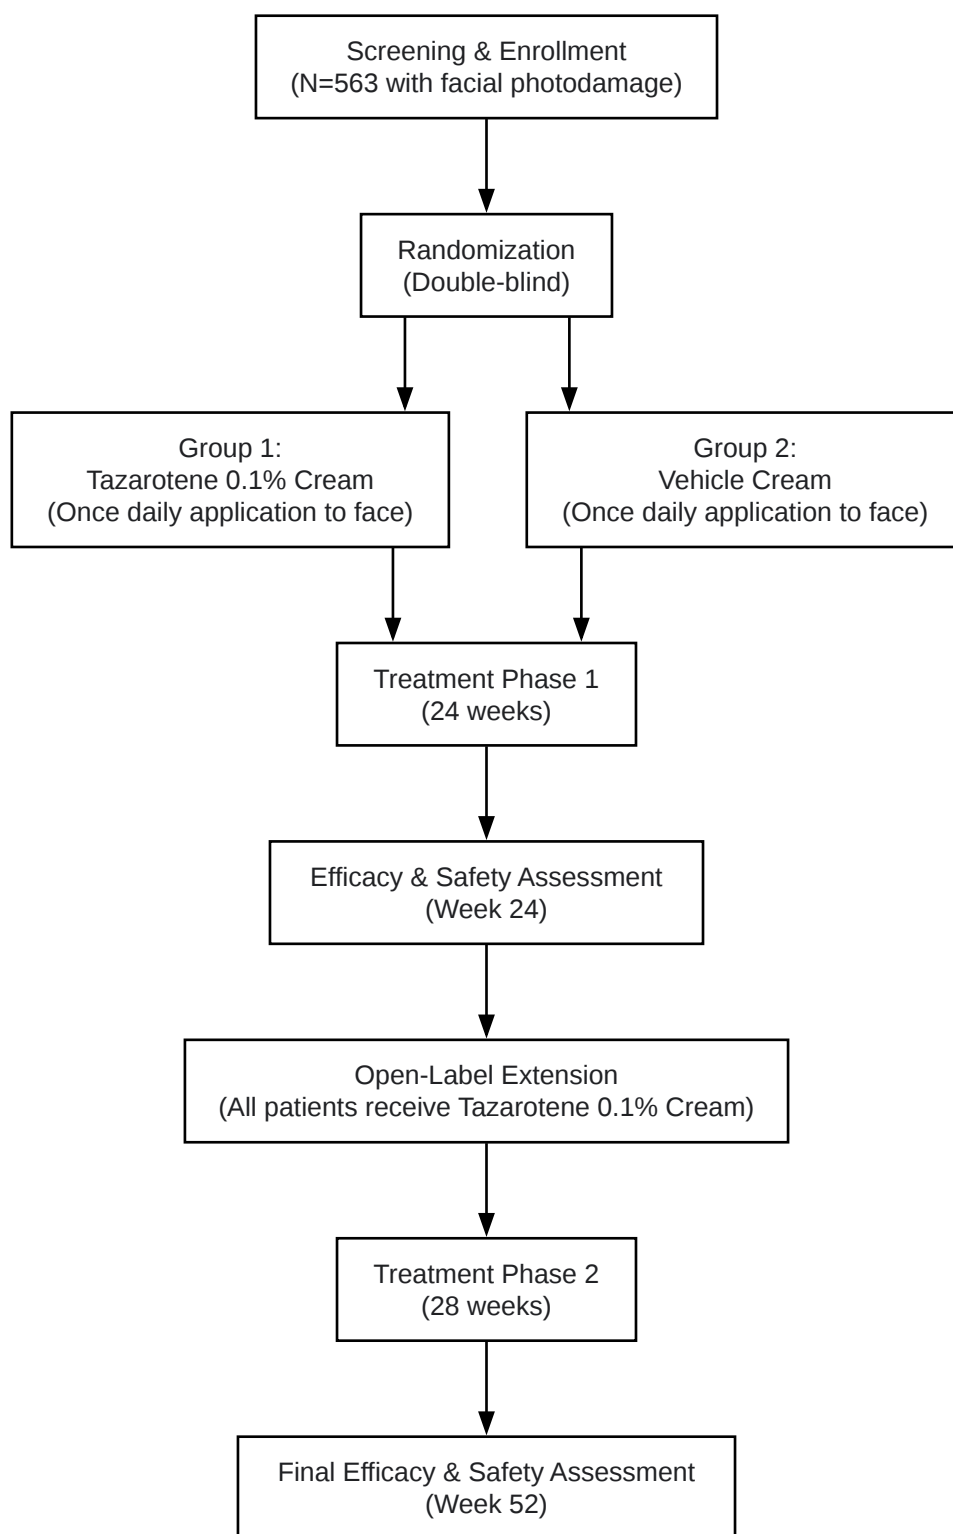 Screening & Enrollment
(N=563 with facial photodamage)
Randomization
(Double-blind)
Group 1:
Tazarotene 0.1% Cream
(Once daily application to face)
Group 2:
Vehicle Cream
(Once daily application to face)
Treatment Phase 1
(24 weeks)
Efficacy & Safety Assessment
(Week 24)
Open-Label Extension
(All patients receive Tazarotene 0.1% Cream)
Treatment Phase 2
(28 weeks)
Final Efficacy & Safety Assessment
(Week 52)